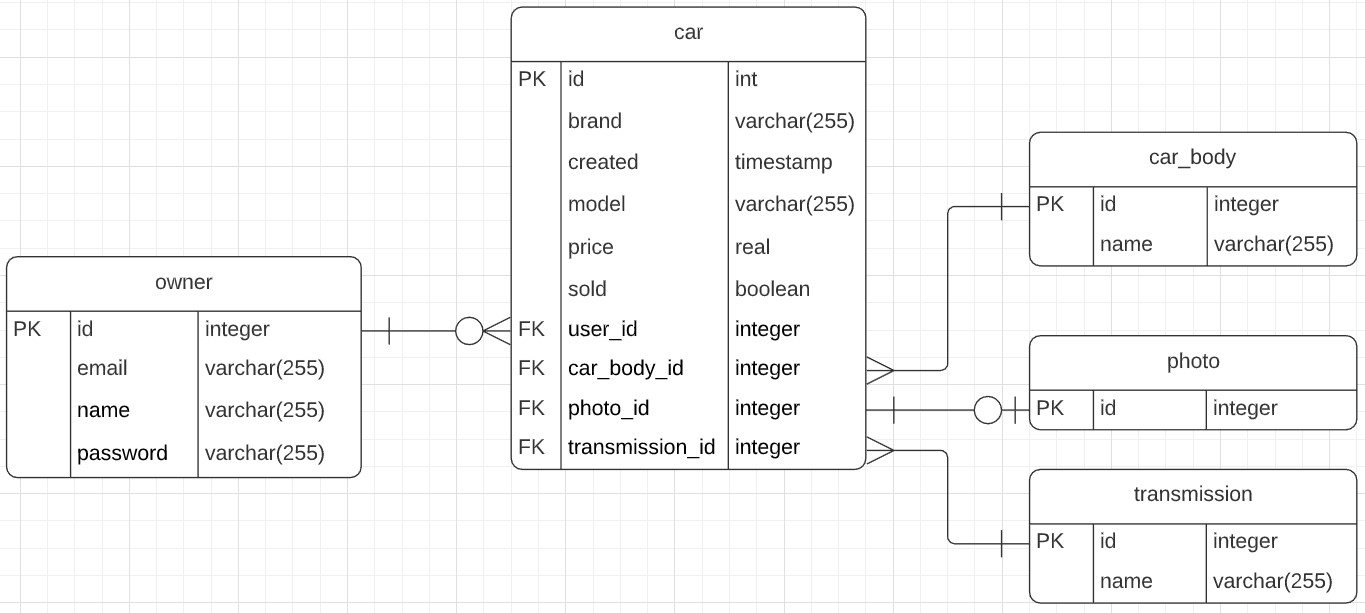 car
PK id int
brand varchar(255)
created timestamp
model varchar(255)
price real
sold boolean
FK user_id integer
FK car_body_id integer
FK photo_id integer
FK transmission_id integer
owner
PK id integer
email varchar(255)
name varchar(255)
password varchar(255)
car_body
PK id integer
name varchar(255)
photo
PK id integer
transmission
PK id integer
name varchar(255)